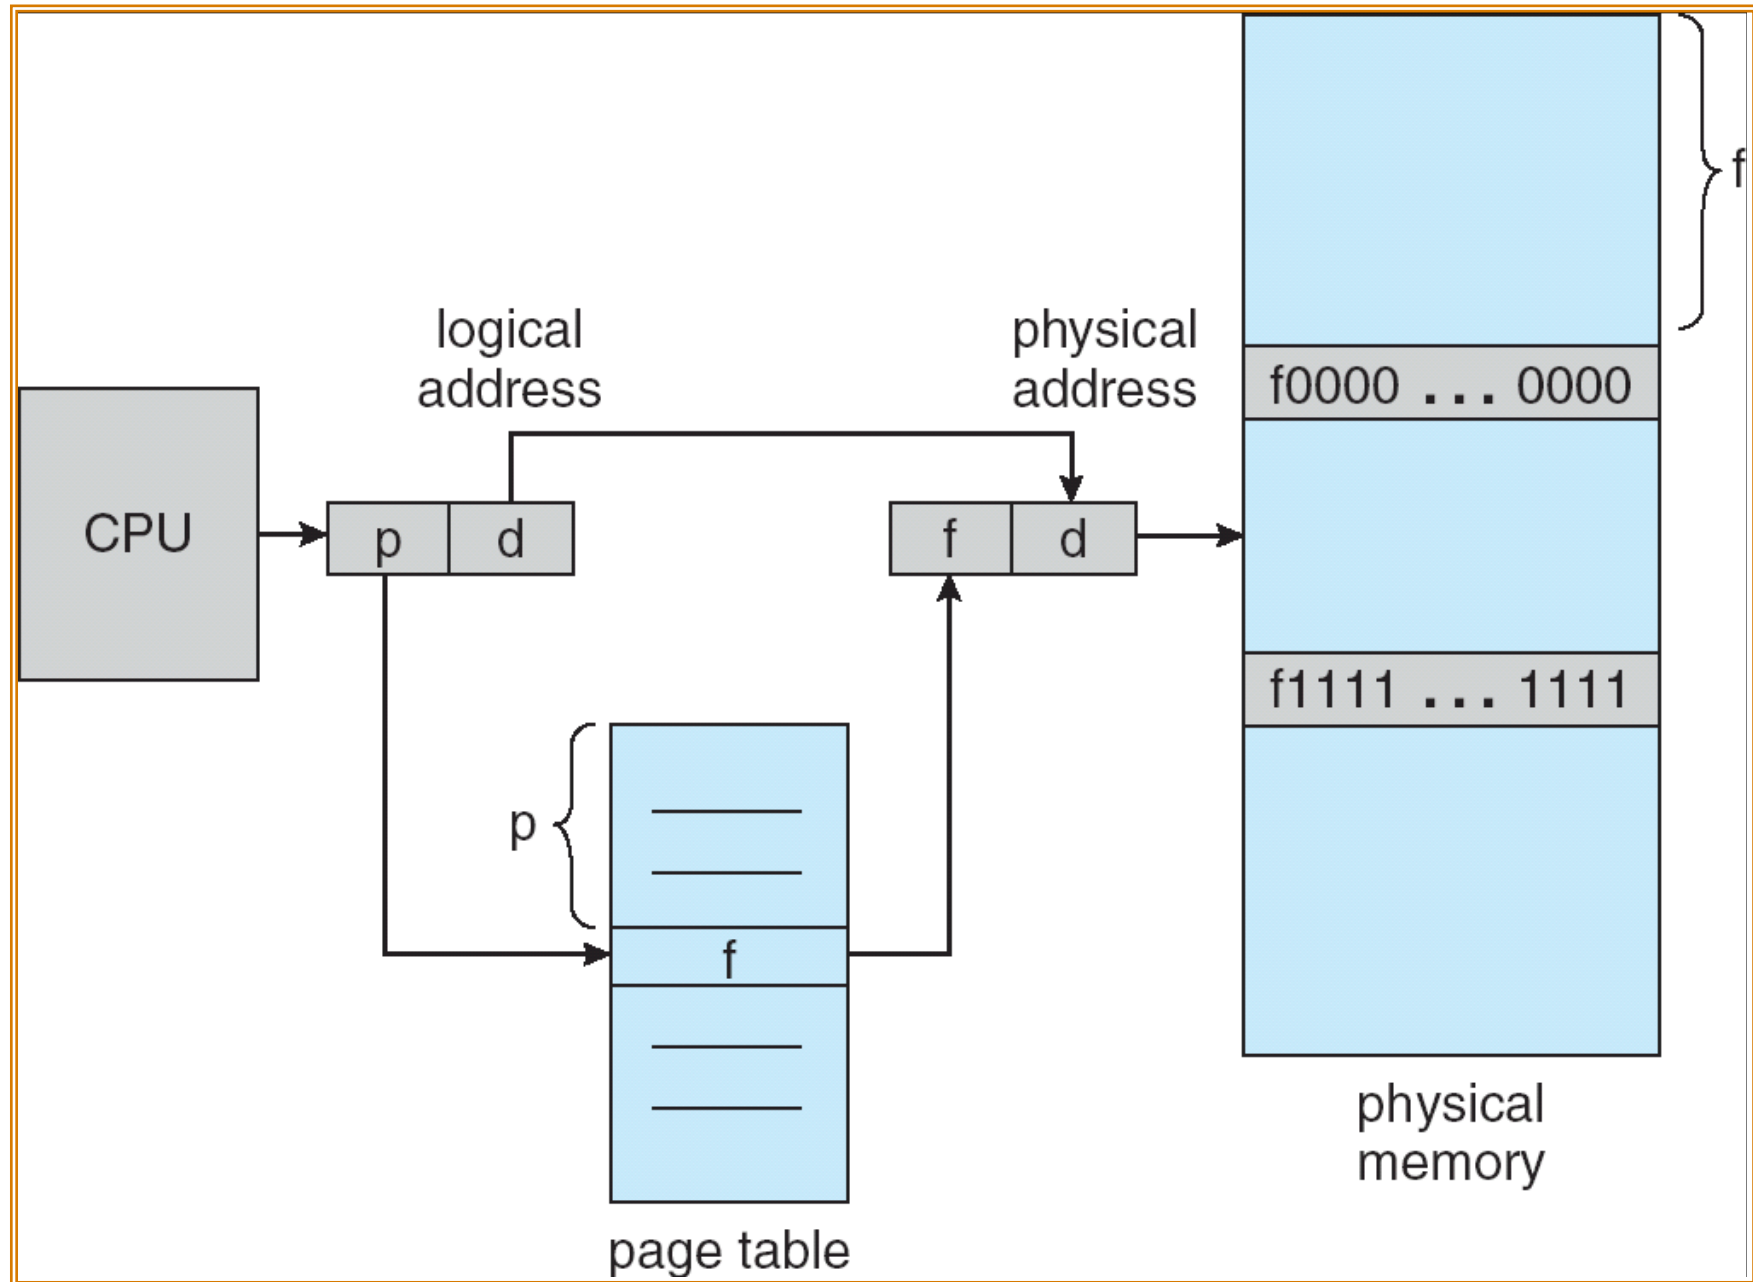 f
logical
address
physical
address
f0000 ... 0000
CPU
p d
f d
f1111 ... 1111
p
f
physical
memory
page table